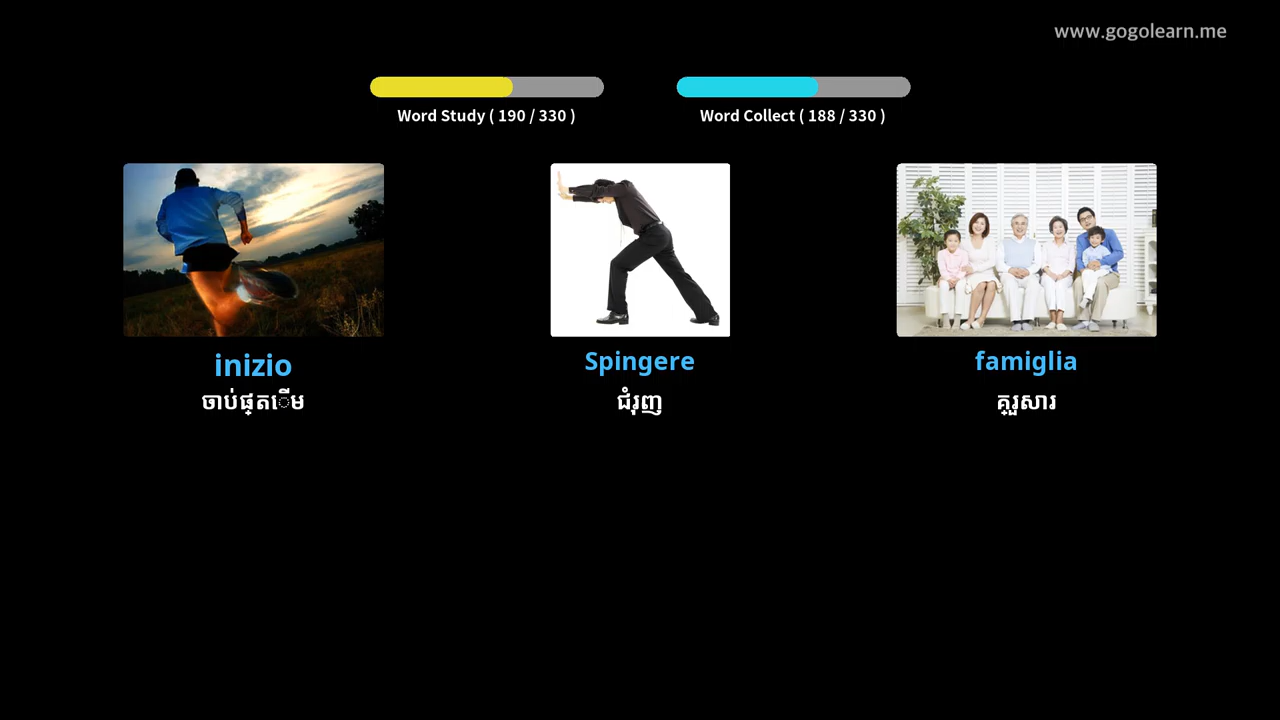 www.gogolearn.me
Word Study ( 190 / 330 )
Word Collect ( 188 / 330 )
inizio
Spingere
famiglia
ចាប់ផ្តើម
ជំរុញ
គ្រួសារ